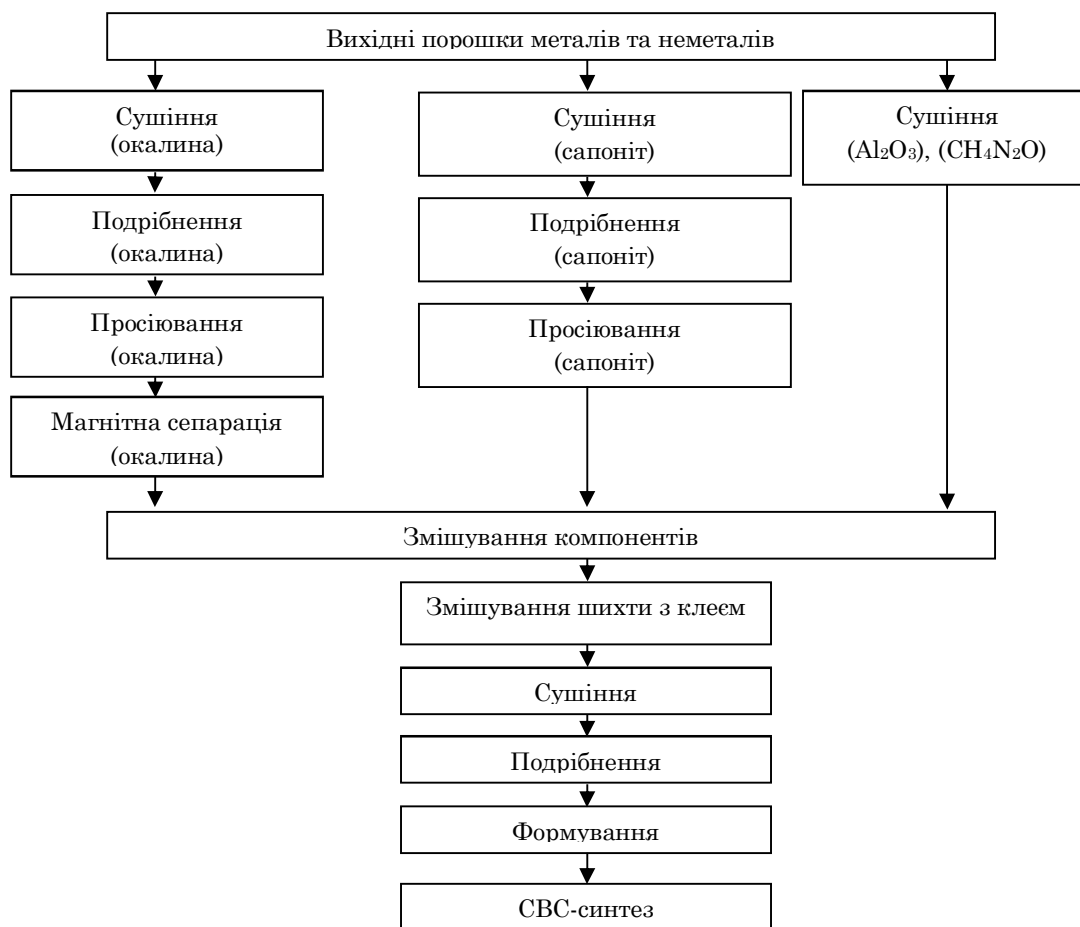 Вихідні порошки металів та неметалів
Сушіння
(окалина)
Подрібнення
(окалина)
Просіювання
(окалина)
Магнітна сепарація
(окалина)
Сушіння
(сапоніт)
Подрібнення
(сапоніт)
Просіювання
(сапоніт)
Сушіння
(Al₂O₃), (CH₄N₂O)
Змішування компонентів
Змішування шихти з клеєм
Сушіння
Подрібнення
Формування
СВС-синтез